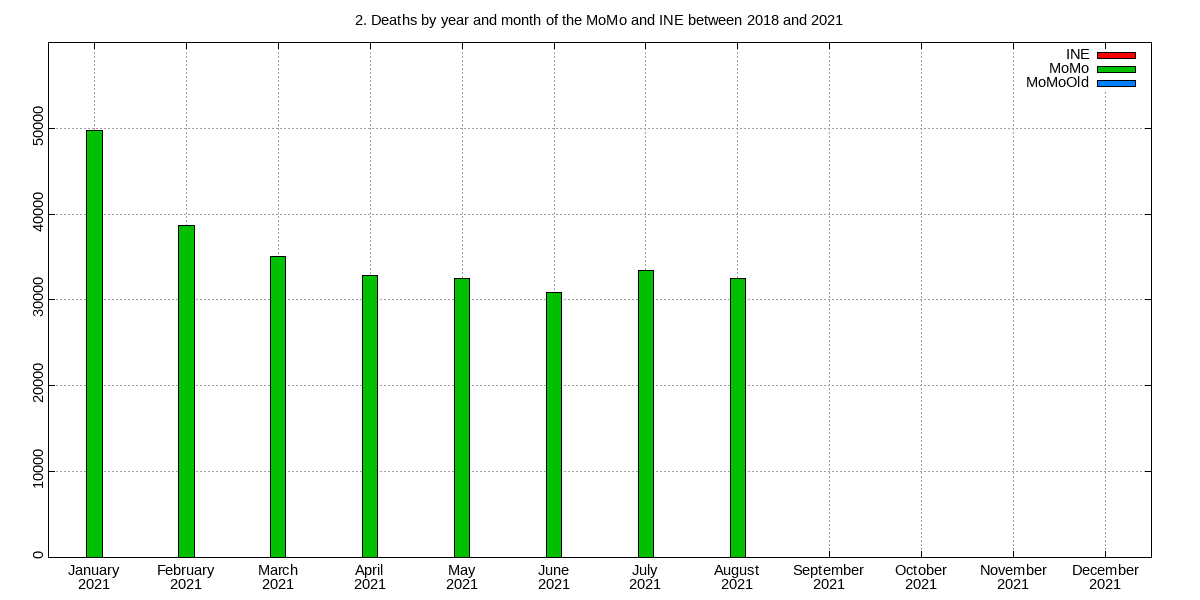 2. Deaths by year and month of the MoMo and INE between 2018 and 2021
INE
MoMo
MoMoOld
50000
40000
30000
20000
10000
0
January February March April May June July August September October November December
2021 2021 2021 2021 2021 2021 2021 2021 2021 2021 2021 2021